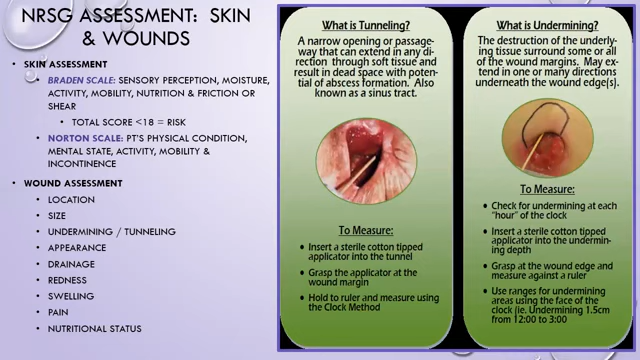 NRSG ASSESSMENT: SKIN
& WOUNDS
• SKIN ASSESSMENT
• BRADEN SCALE: SENSORY PERCEPTION, MOISTURE,
ACTIVITY, MOBILITY, NUTRITION & FRICTION OR
SHEAR
• TOTAL SCORE <18 = RISK
• NORTON SCALE: PT'S PHYSICAL CONDITION,
MENTAL STATE, ACTIVITY, MOBILITY &
INCONTINENCE
• WOUND ASSESSMENT
• LOCATION
• SIZE
• UNDERMINING / TUNNELING
• APPEARANCE
• DRAINAGE
• REDNESS
• SWELLING
• PAIN
• NUTRITIONAL STATUS
What is Tunneling?
A narrow opening or passage-
way that can extend in any di-
rection through soft tissue and
result in dead space with poten-
tial of abscess formation. Also
known as a sinus tract.
To Measure:
• Insert a sterile cotton tipped
applicator into the tunnel
• Grasp the applicator at the
wound margin
• Hold to ruler and measure using
the Clock Method
What is Undermining?
The destruction of the underly-
ing tissue surround some or all
of the wound margins. May ex-
tend in one or many directions
underneath the wound edge(s).
To Measure:
• Check for undermining at each
"hour" of the clock
• Insert a sterile cotton tipped
applicator into the undermin-
ing depth
• Grasp at the wound edge and
measure against a ruler
• Use ranges for undermining
areas using the face of the
clock (ie. Undermining 1.5cm
from 12:00 to 3:00